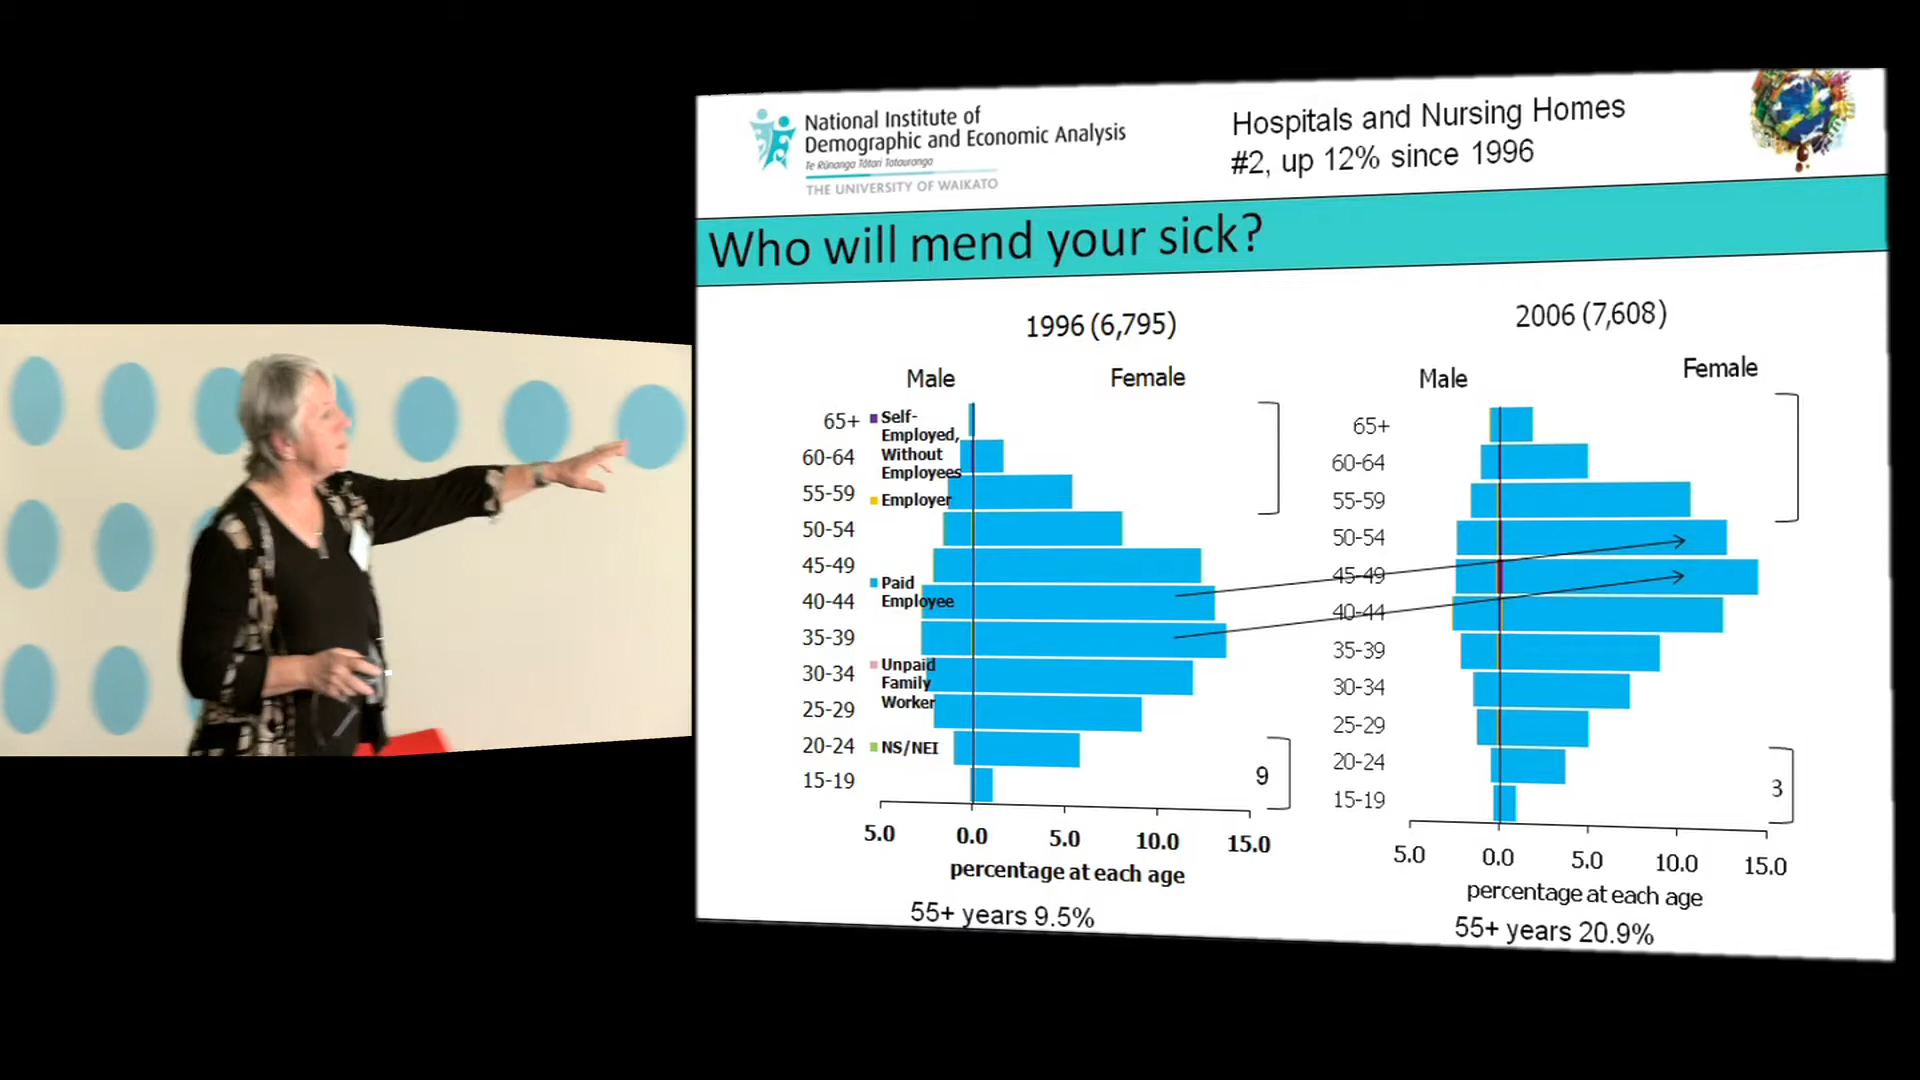 National Institute of
Demographic and Economic Analysis
Te Rūnanga Tātari Tatauranga
THE UNIVERSITY OF WAIKATO
Hospitals and Nursing Homes
#2, up 12% since 1996
Who will mend your sick?
1996 (6,795)
Male
Female
65+
60-64
55-59
50-54
45-49
40-44
35-39
30-34
25-29
20-24
15-19
Self-
Employed,
Without
Employees
Employer
Paid
Employee
Unpaid
Family
Worker
NS/NEI
9
5.0 0.0 5.0 10.0 15.0
percentage at each age
55+ years 9.5%
2006 (7,608)
Male
Female
65+
60-64
55-59
50-54
45-49
40-44
35-39
30-34
25-29
20-24
15-19
3
5.0 0.0 5.0 10.0 15.0
percentage at each age
55+ years 20.9%